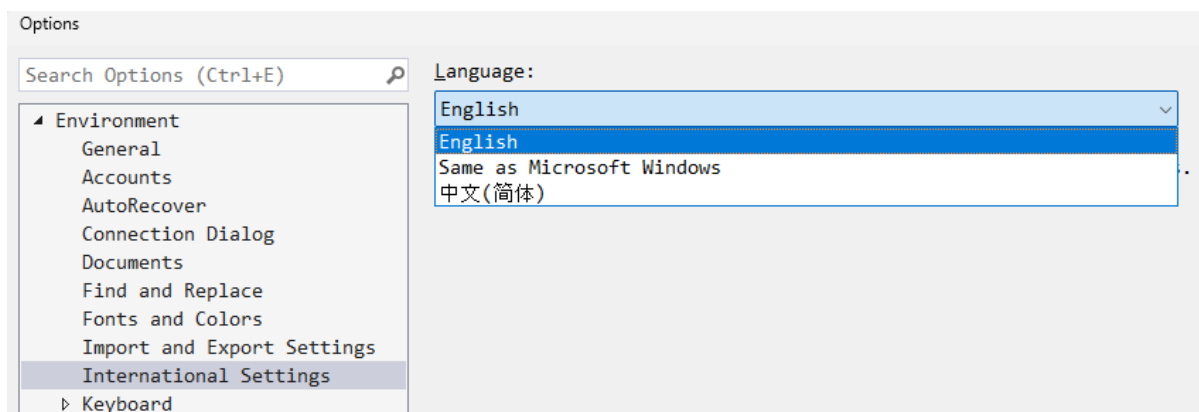 Options
Search Options (Ctrl+E)
Environment
General
Accounts
AutoRecover
Connection Dialog
Documents
Find and Replace
Fonts and Colors
Import and Export Settings
International Settings
Keyboard
Language:
English
English
Same as Microsoft Windows
中文(简体)